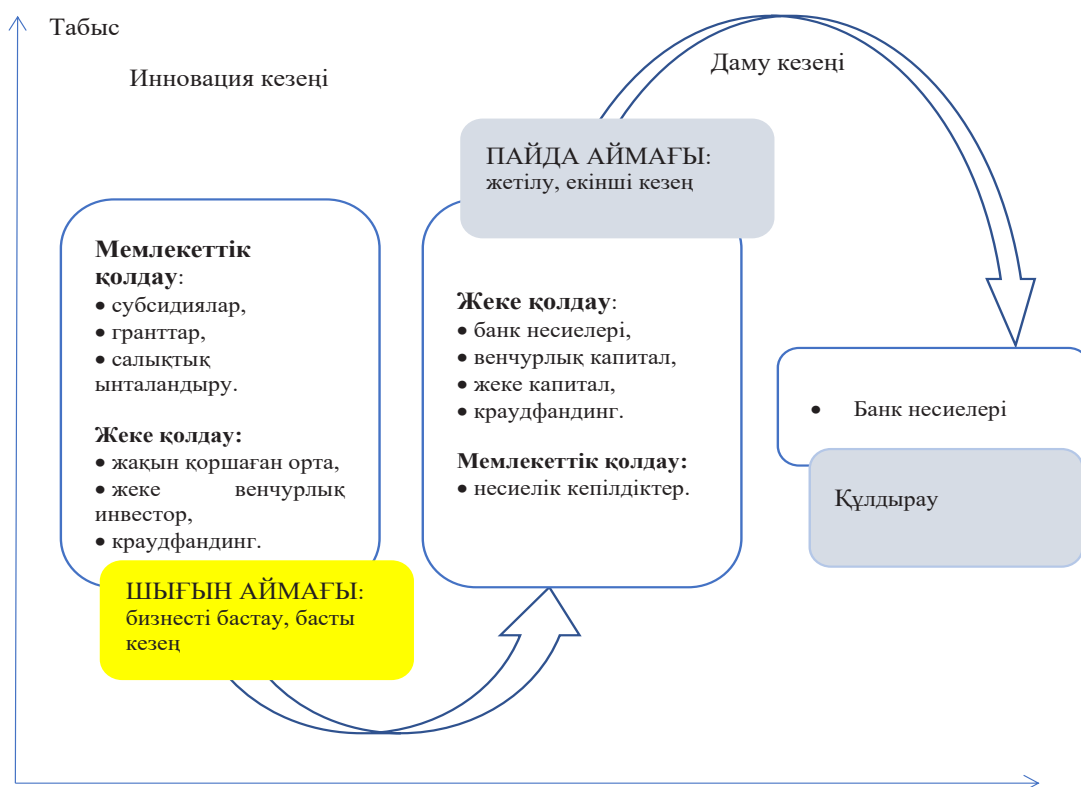 Табыс
Инновация кезеңі
Даму кезеңі
ПАЙДА АЙМАҒЫ:
жетілу, екінші кезең
Мемлекеттік
қолдау:
• субсидиялар,
• гранттар,
• салықтық
ынталандыру.
Жеке қолдау:
• жақын қоршаған орта,
• жеке венчурлық
инвестор,
• краудфандинг.
ШЫҒЫН АЙМАҒЫ:
бизнесті бастау, басты
кезең
Жеке қолдау:
• банк несиелері,
• венчурлық капитал,
• жеке капитал,
• краудфандинг.
Мемлекеттік қолдау:
• несиелік кепілдіктер.
• Банк несиелері
Құлдырау